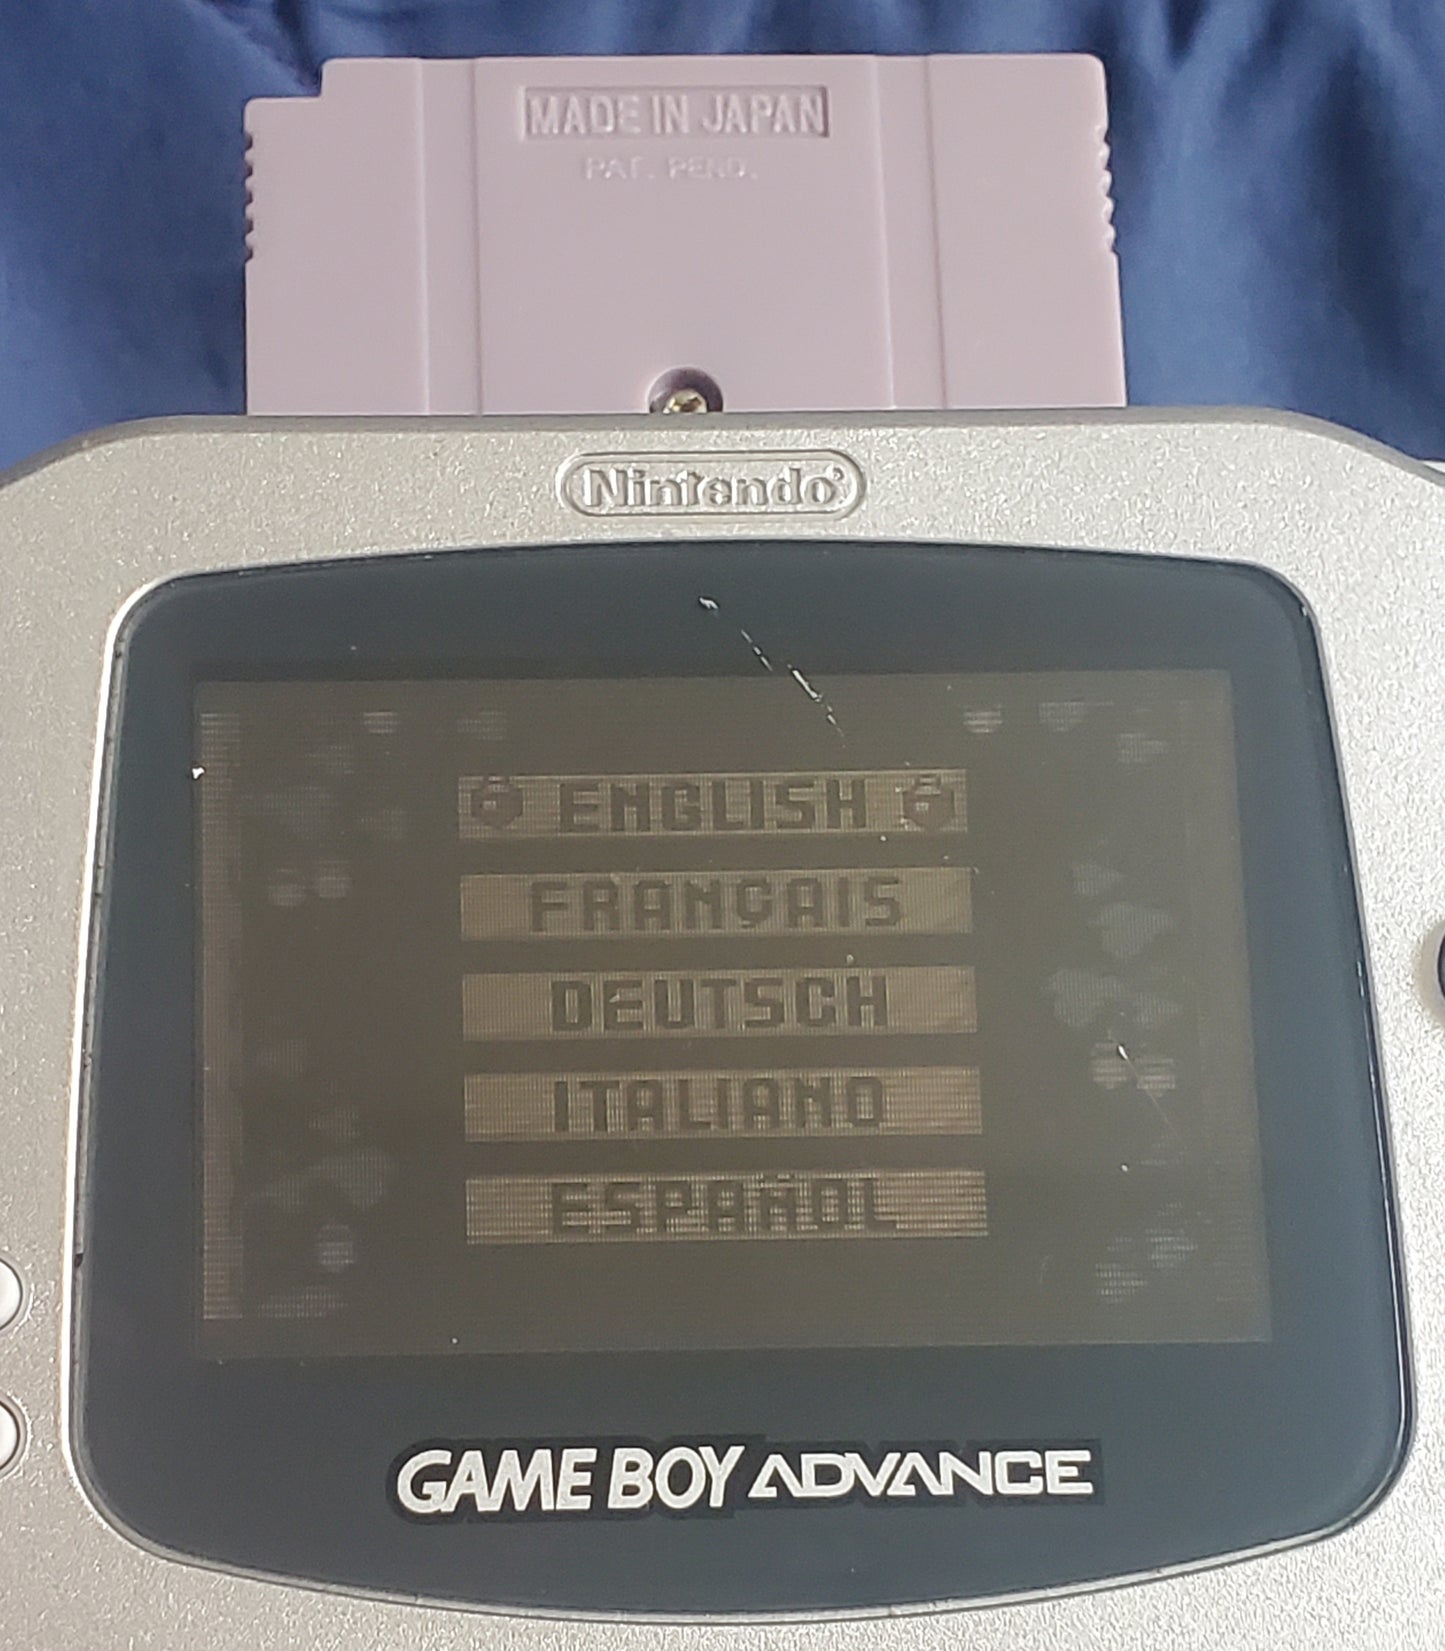 MADE IN JAPAN
PAT. PEND.
Nintendo®
ENGLISH
FRANÇAIS
DEUTSCH
ITALIANO
ESPAÑOL
GAME BOY ADVANCE